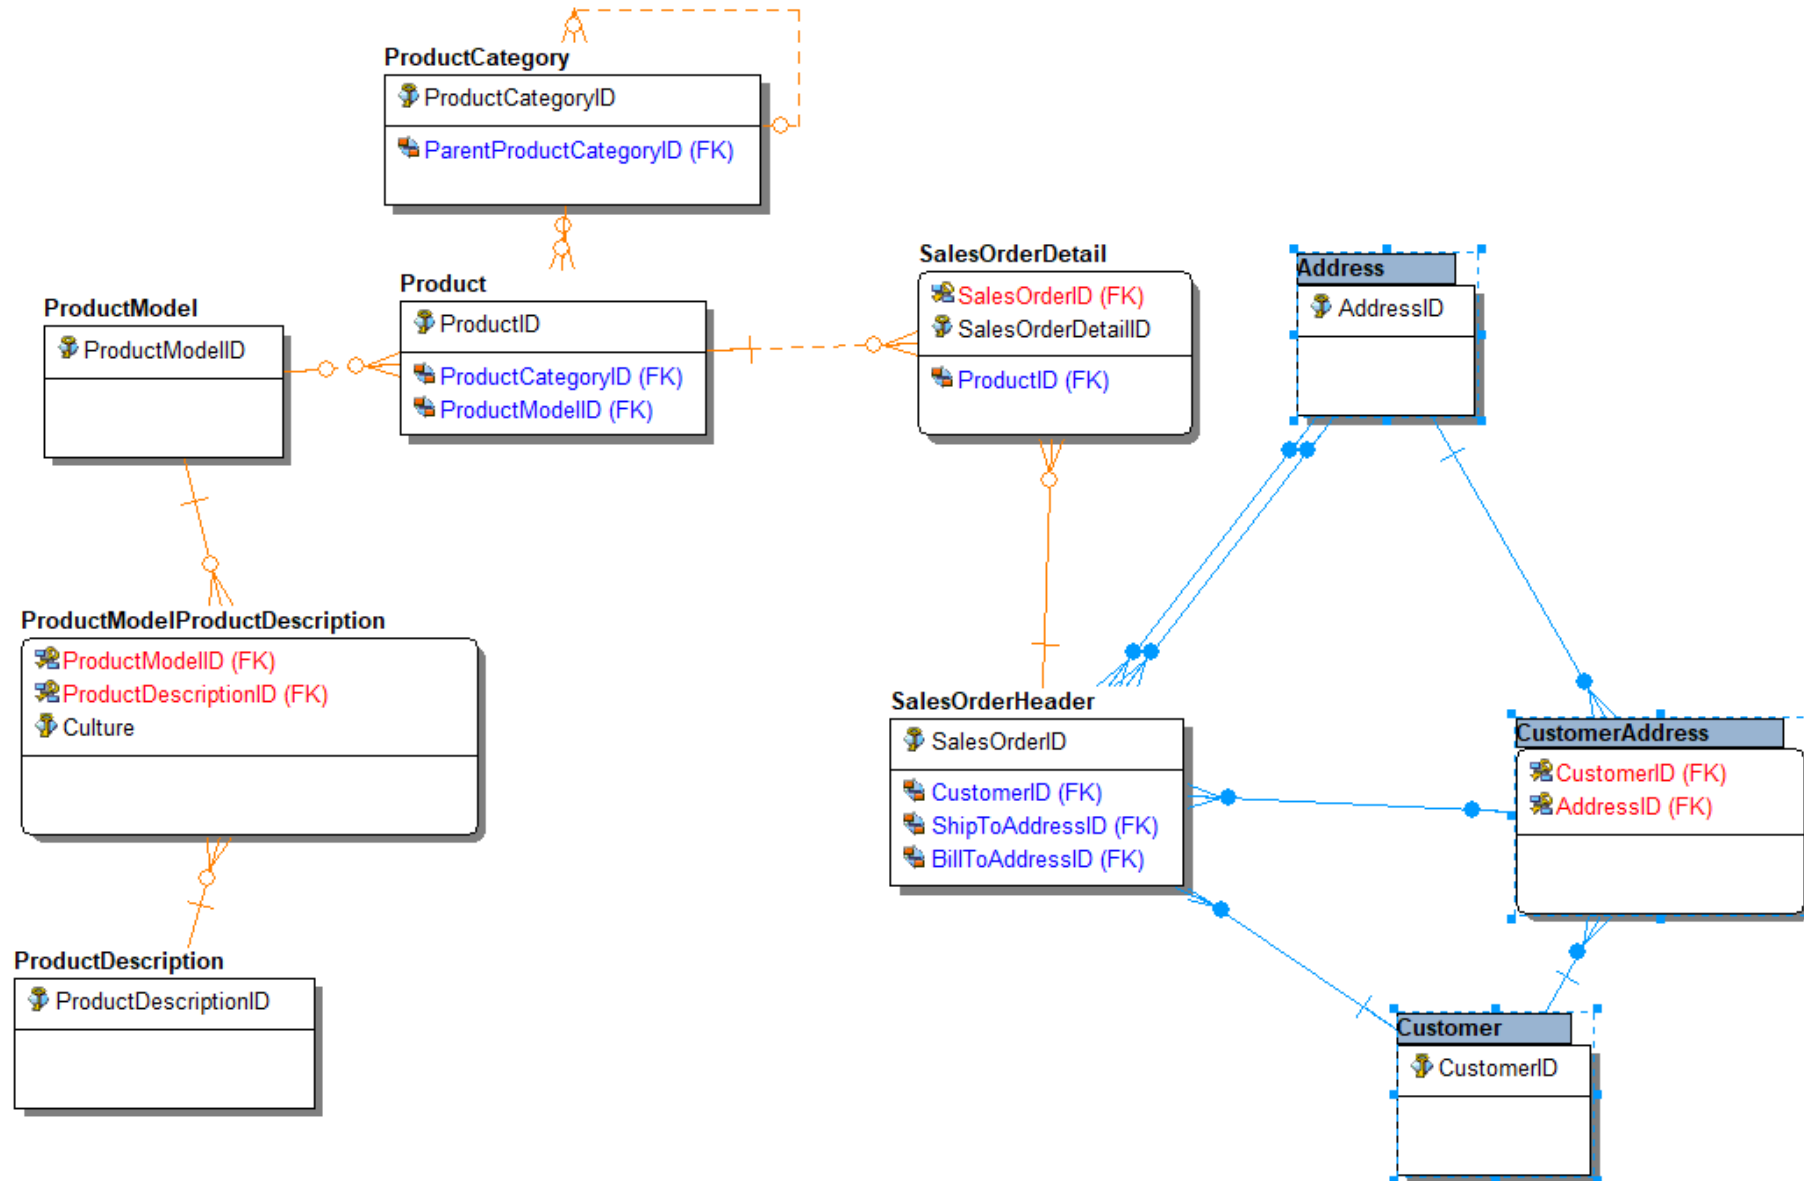 ProductCategory
ProductCategoryID
ParentProductCategoryID (FK)
ProductModel
ProductModelID
Product
ProductID
ProductCategoryID (FK)
ProductModelID (FK)
SalesOrderDetail
SalesOrderID (FK)
SalesOrderDetailID
ProductID (FK)
Address
AddressID
ProductModelProductDescription
ProductModelID (FK)
ProductDescriptionID (FK)
Culture
SalesOrderHeader
SalesOrderID
CustomerID (FK)
ShipToAddressID (FK)
BillToAddressID (FK)
CustomerAddress
CustomerID (FK)
AddressID (FK)
ProductDescription
ProductDescriptionID
Customer
CustomerID